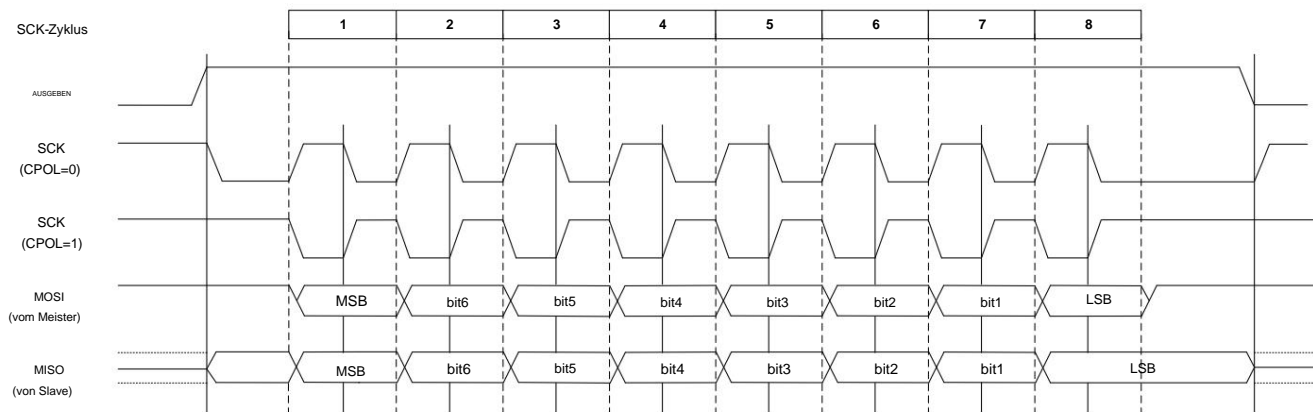 SCK-Zyklus
1 2 3 4 5 6 7 8
AUSGEBEN
SCK
(CPOL=0)
SCK
(CPOL=1)
MOSI
(vom Meister)
MSB bit6 bit5 bit4 bit3 bit2 bit1 LSB
MISO
(von Slave)
MSB bit6 bit5 bit4 bit3 bit2 bit1 LSB